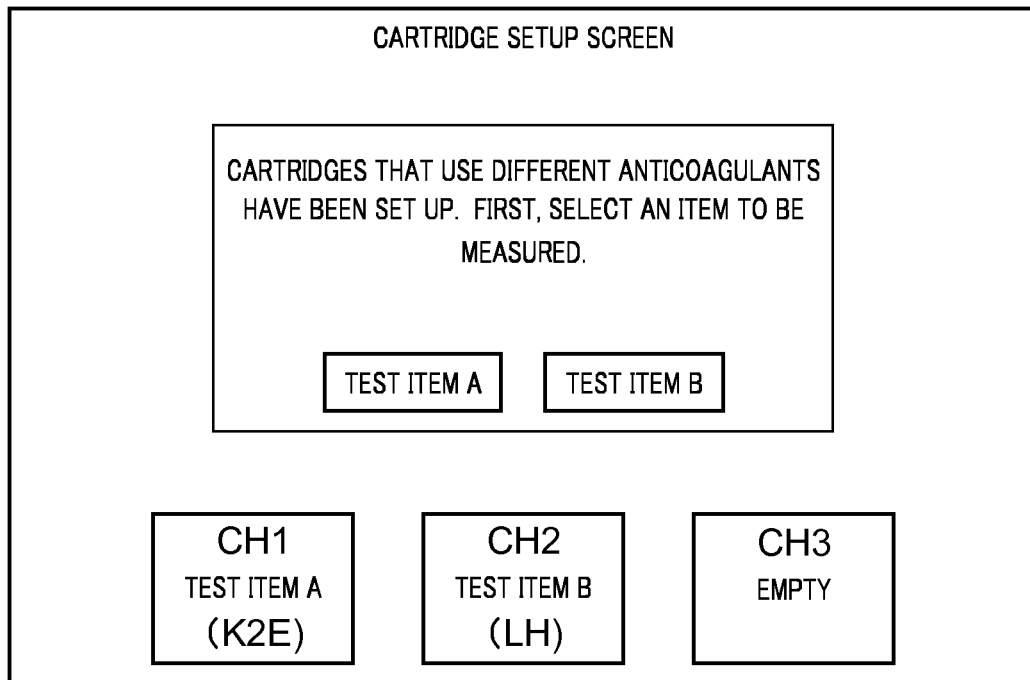 CARTRIDGE SETUP SCREEN
CARTRIDGES THAT USE DIFFERENT ANTICOAGULANTS
HAVE BEEN SET UP. FIRST, SELECT AN ITEM TO BE
MEASURED.
TEST ITEM A
TEST ITEM B
CH1
TEST ITEM A
(K2E)
CH2
TEST ITEM B
(LH)
CH3
EMPTY